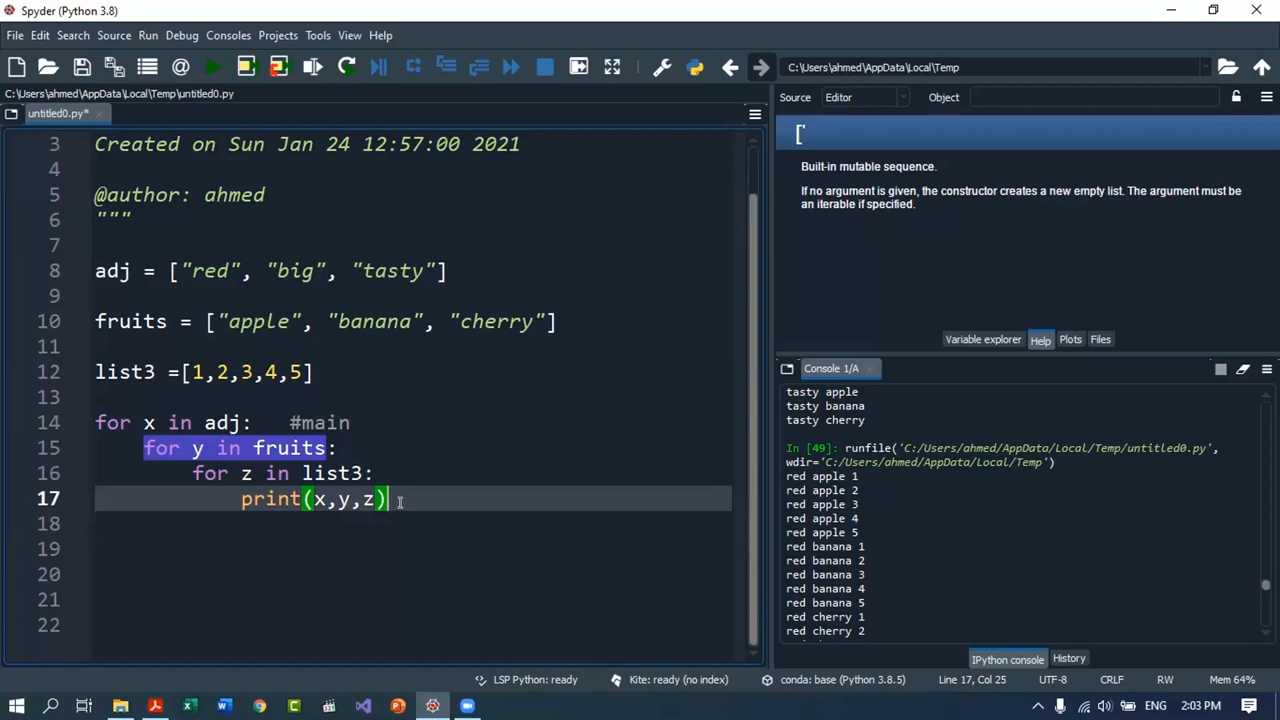 Spyder (Python 3.8)
File Edit Search Source Run Debug Consoles Projects Tools View Help
C:\Users\ahmed\AppData\Local\Temp
C:\Users\ahmed\AppData\Local\Temp\untitled0.py
untitled0.py*
3 Created on Sun Jan 24 12:57:00 2021
4
5 @author: ahmed
6 """
7
8 adj = ["red", "big", "tasty"]
9
10 fruits = ["apple", "banana", "cherry"]
11
12 list3 =[1,2,3,4,5]
13
14 for x in adj: #main
15 for y in fruits:
16 for z in list3:
17 print(x,y,z)
18
19
20
21
22
Source Editor Object
['
Built-in mutable sequence.
If no argument is given, the constructor creates a new empty list. The argument must be
an iterable if specified.
Variable explorer Help Plots Files
Console 1/A
tasty apple
tasty banana
tasty cherry
In [49]: runfile('C:/Users/ahmed/AppData/Local/Temp/untitled0.py',
wdir='C:/Users/ahmed/AppData/Local/Temp')
red apple 1
red apple 2
red apple 3
red apple 4
red apple 5
red banana 1
red banana 2
red banana 3
red banana 4
red banana 5
red cherry 1
red cherry 2
IPython console History
LSP Python: ready Kite: ready (no index) conda: base (Python 3.8.5) Line 17, Col 25 UTF-8 CRLF RW Mem 64%
ENG 2:03 PM